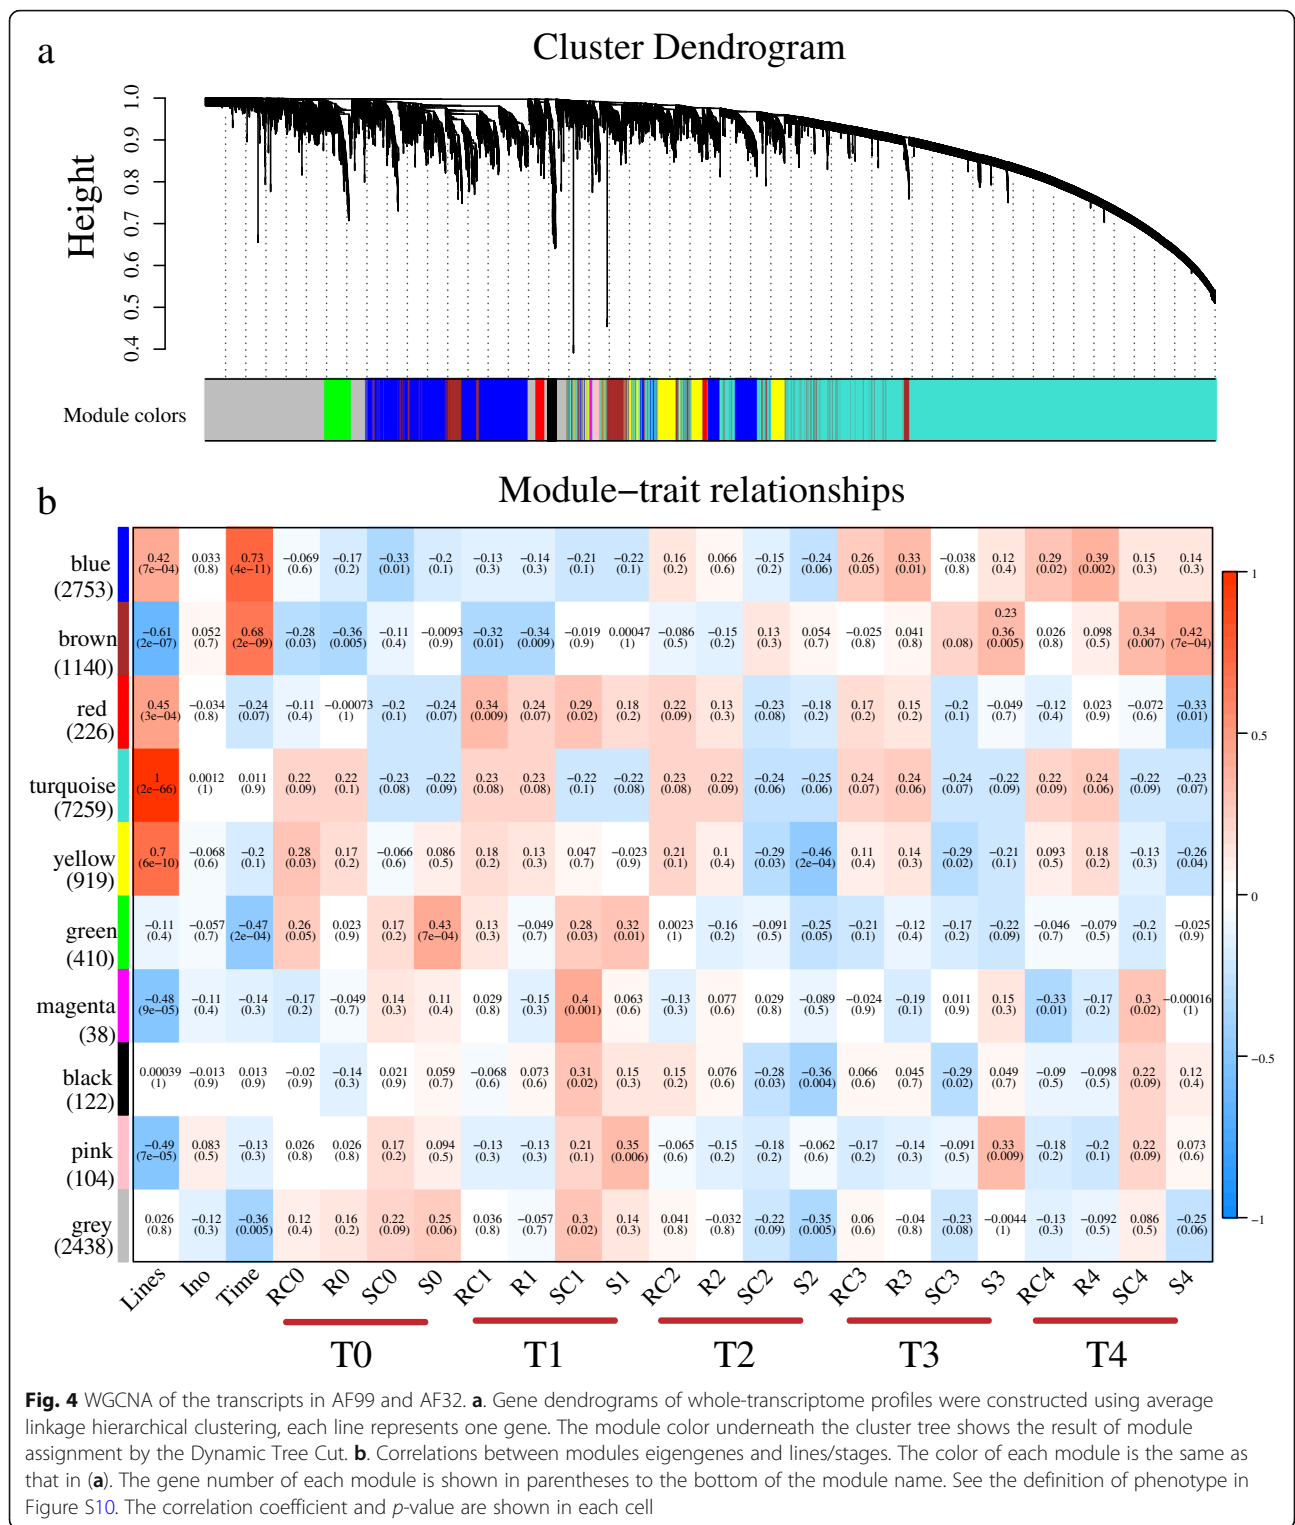 a
Cluster Dendrogram
Height
1.0
0.9
0.8
0.7
0.6
0.5
0.4
Module colors
b
Module−trait relationships
blue 0.42 0.033 0.73 −0.069 −0.17 −0.33 −0.2 −0.13 −0.14 −0.21 −0.22 0.16 0.066 −0.15 −0.24 0.26 0.33 −0.038 0.12 0.29 0.39 0.15 0.14
(2753) (7e−04) (0.8) (4e−11) (0.6) (0.2) (0.01) (0.1) (0.3) (0.3) (0.1) (0.1) (0.2) (0.6) (0.2) (0.06) (0.05) (0.01) (0.8) (0.4) (0.02) (0.002) (0.3) (0.3)
0.23
brown −0.61 0.052 0.68 −0.28 −0.36 −0.11 −0.0093 −0.32 −0.34 −0.019 0.00047 −0.086 −0.15 0.13 0.054 −0.025 0.041 0.36 0.026 0.098 0.34 0.42
(1140) (2e−07) (0.7) (2e−09) (0.03) (0.005) (0.4) (0.9) (0.01) (0.009) (0.9) (1) (0.5) (0.2) (0.3) (0.7) (0.8) (0.8) (0.08) (0.005) (0.8) (0.5) (0.007) (7e−04)
red 0.45 −0.034 −0.24 −0.11 −0.00073 −0.2 −0.24 0.34 0.24 0.29 0.18 0.22 0.13 −0.23 −0.18 0.17 0.15 −0.2 −0.049 −0.12 0.023 −0.072 −0.33
(226) (3e−04) (0.8) (0.07) (0.4) (1) (0.1) (0.07) (0.009) (0.07) (0.02) (0.2) (0.09) (0.3) (0.08) (0.2) (0.2) (0.2) (0.1) (0.7) (0.4) (0.9) (0.6) (0.01)
turquoise 1 0.0012 0.011 0.22 0.22 −0.23 −0.22 0.23 0.23 −0.22 −0.22 0.23 0.22 −0.24 −0.25 0.24 0.24 −0.24 −0.22 0.22 0.24 −0.22 −0.23
(7259) (2e−66) (1) (0.9) (0.09) (0.1) (0.08) (0.09) (0.08) (0.08) (0.1) (0.08) (0.08) (0.09) (0.06) (0.06) (0.07) (0.06) (0.07) (0.09) (0.09) (0.06) (0.09) (0.07)
yellow 0.7 −0.068 −0.2 0.28 0.17 −0.066 0.086 0.18 0.13 0.047 −0.023 0.21 0.1 −0.29 −0.46 0.11 0.14 −0.29 −0.21 0.093 0.18 −0.13 −0.26
(919) (6e−10) (0.6) (0.1) (0.03) (0.2) (0.6) (0.5) (0.2) (0.3) (0.7) (0.9) (0.1) (0.4) (0.03) (2e−04) (0.4) (0.3) (0.02) (0.1) (0.5) (0.2) (0.3) (0.04)
green −0.11 −0.057 −0.47 0.26 0.023 0.17 0.43 0.13 −0.049 0.28 0.32 0.0023 −0.16 −0.091 −0.25 −0.21 −0.12 −0.17 −0.22 −0.046 −0.079 −0.2 −0.025
(410) (0.4) (0.7) (2e−04) (0.05) (0.9) (0.2) (7e−04) (0.3) (0.7) (0.03) (0.01) (1) (0.2) (0.5) (0.05) (0.1) (0.4) (0.2) (0.09) (0.7) (0.5) (0.1) (0.9)
magenta −0.48 −0.11 −0.14 −0.17 −0.049 0.14 0.11 0.029 −0.15 0.4 0.063 −0.13 0.077 0.029 −0.089 −0.024 −0.19 0.011 0.15 −0.33 −0.17 0.3 −0.00016
(38) (9e−05) (0.4) (0.3) (0.2) (0.7) (0.3) (0.4) (0.8) (0.3) (0.001) (0.6) (0.3) (0.6) (0.8) (0.5) (0.9) (0.1) (0.9) (0.3) (0.01) (0.2) (0.02) (1)
black 0.00039 −0.013 0.013 −0.02 −0.14 0.021 0.059 −0.068 0.073 0.31 0.15 0.15 0.076 −0.28 −0.36 0.066 0.045 −0.29 0.049 −0.09 −0.098 0.22 0.12
(122) (1) (0.9) (0.9) (0.9) (0.3) (0.9) (0.7) (0.6) (0.6) (0.02) (0.3) (0.2) (0.6) (0.03) (0.004) (0.6) (0.7) (0.02) (0.7) (0.5) (0.5) (0.09) (0.4)
pink −0.49 0.083 −0.13 0.026 0.026 0.17 0.094 −0.13 −0.13 0.21 0.35 −0.065 −0.15 −0.18 −0.062 −0.17 −0.14 −0.091 0.33 −0.18 −0.2 0.22 0.073
(104) (7e−05) (0.5) (0.3) (0.8) (0.8) (0.2) (0.5) (0.3) (0.3) (0.1) (0.006) (0.6) (0.2) (0.2) (0.6) (0.2) (0.3) (0.5) (0.009) (0.2) (0.1) (0.09) (0.6)
grey 0.026 −0.12 −0.36 0.12 0.16 0.22 0.25 0.036 −0.057 0.3 0.14 0.041 −0.032 −0.22 −0.35 0.06 −0.04 −0.23 −0.0044 −0.13 −0.092 0.086 −0.25
(2438) (0.8) (0.3) (0.005) (0.4) (0.2) (0.09) (0.06) (0.8) (0.7) (0.02) (0.3) (0.8) (0.8) (0.09) (0.005) (0.6) (0.8) (0.08) (1) (0.3) (0.5) (0.5) (0.06)
1
0.5
0
−0.5
−1
Lines Ino Time RC0 R0 SC0 S0 RC1 R1 SC1 S1 RC2 R2 SC2 S2 RC3 R3 SC3 S3 RC4 R4 SC4 S4
T0 T1 T2 T3 T4
Fig. 4 WGCNA of the transcripts in AF99 and AF32. a. Gene dendrograms of whole-transcriptome profiles were constructed using average
linkage hierarchical clustering, each line represents one gene. The module color underneath the cluster tree shows the result of module
assignment by the Dynamic Tree Cut. b. Correlations between modules eigengenes and lines/stages. The color of each module is the same as
that in (a). The gene number of each module is shown in parentheses to the bottom of the module name. See the definition of phenotype in
Figure S10. The correlation coefficient and p-value are shown in each cell